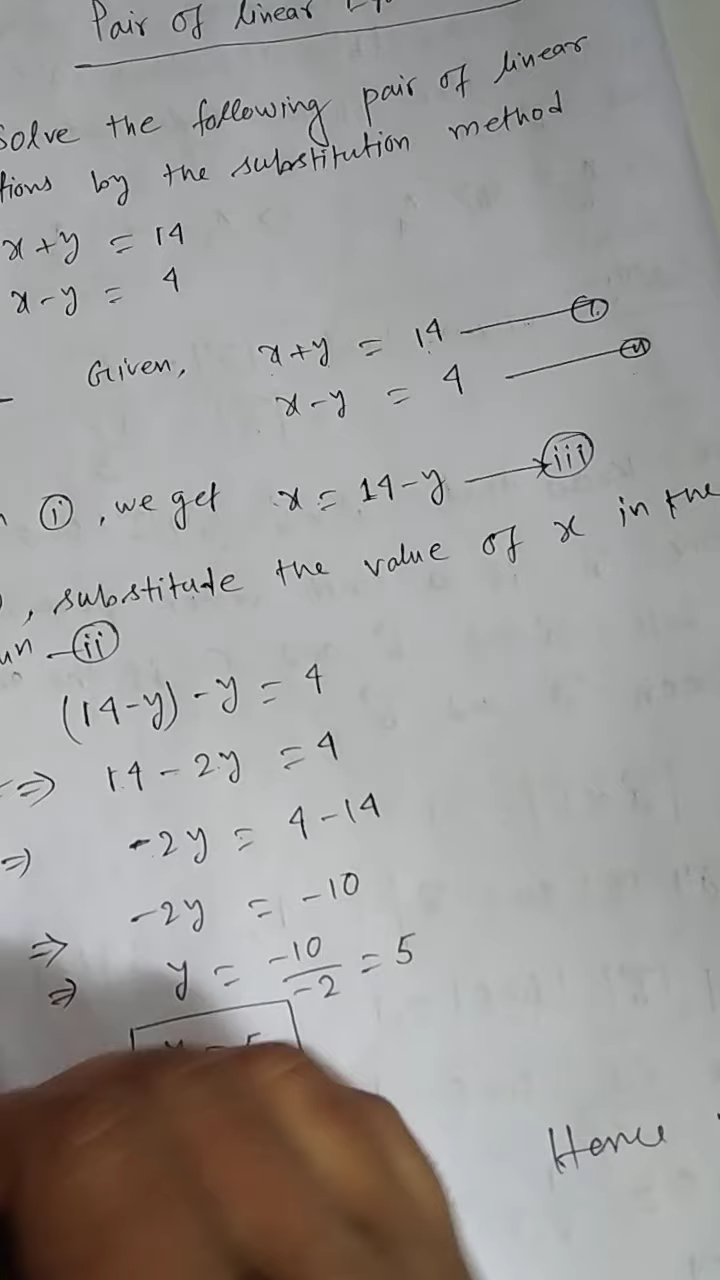 Pair of linear
Solve the following pair of linear
tions by the substitution method
x+y = 14
x-y = 4
Given, x+y = 14 — (i)
x-y = 4 — (ii)
(i), we get x = 14-y → (iii)
, substitude the value of x in the
un — (ii)
(14-y)-y = 4
=> 14-2y = 4
=> -2y = 4-14
=> -2y = -10
=> y = -10/-2 = 5
Hence